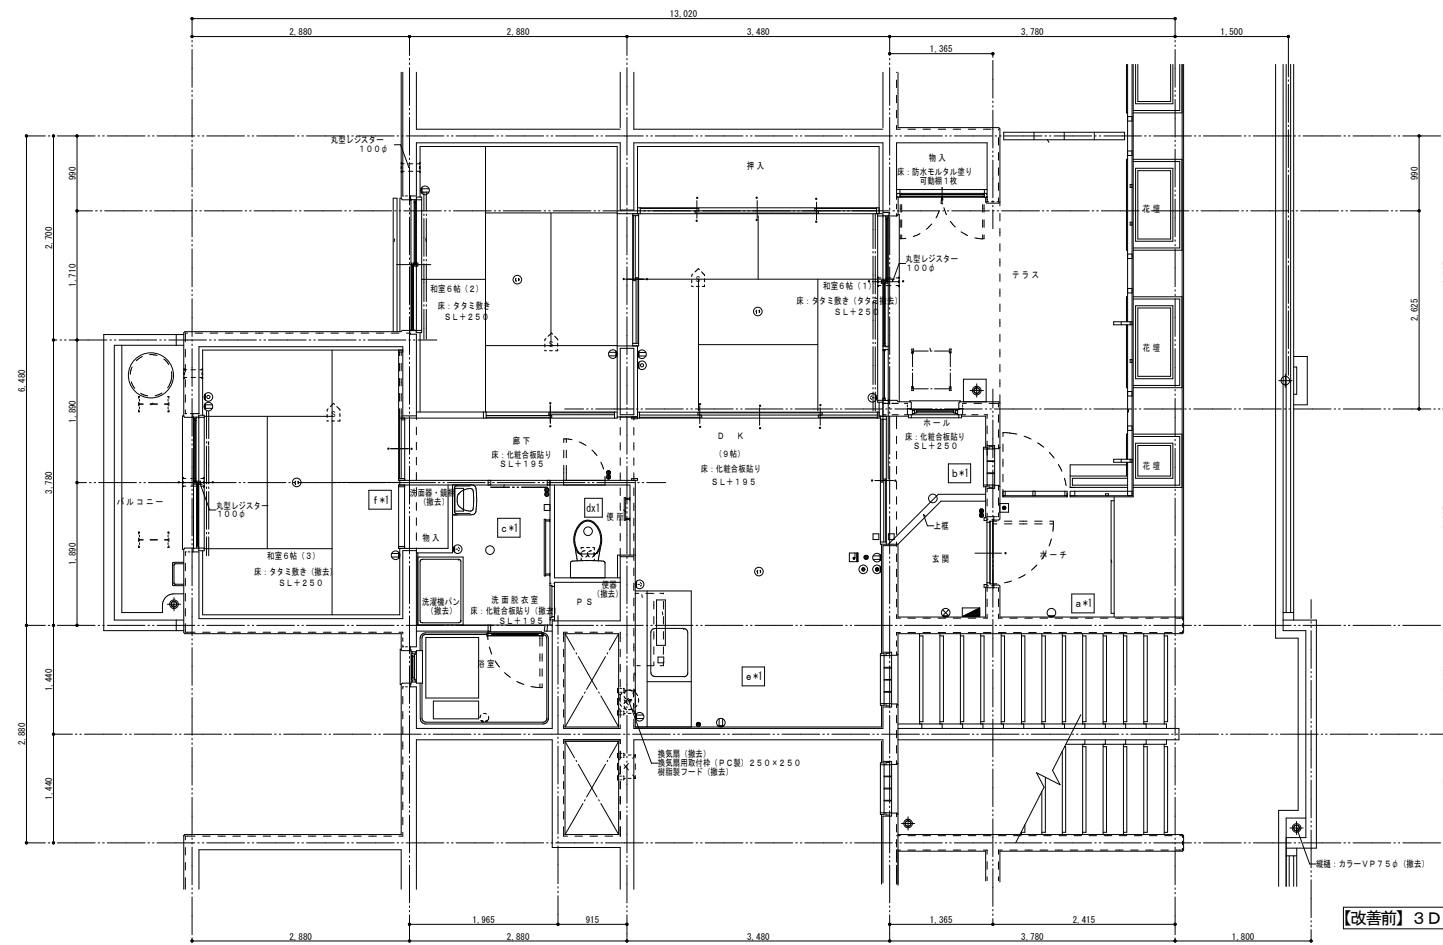 13,020
2,880
2,880
3,480
3,780
1,500
1,365
丸型レジスター
100φ
押入
物入
床：防水モルタル塗り
可動棚1枚
990
990
花壇
2,700
1,710
丸型レジスター
100φ
テラス
和室6帖（2）
床：タタミ敷き
SL+250
和室6帖（1）
床：タタミ敷き（タタミ撤去）
SL+250
2,625
S
S
花壇
6,480
1,890
S
ホール
床：化粧合板貼り
SL+250
廊下
床：化粧合板貼り
SL+195
DK
（9帖）
床：化粧合板貼り
SL+195
花壇
b*1
3,780
バルコニー
丸型レジスター
100φ
f*1
洗面器・鏡
（撤去）
c*1
dx1
便所
上框
物入
1,890
和室6帖（3）
床：タタミ敷き（撤去）
SL+250
玄関
ポーチ
便器
（撤去）
洗濯機パン
（撤去）
洗面脱衣室
床：化粧合板貼り（撤去）
SL+195
PS
a*1
浴室
e*1
1,440
2,880
換気扇（撤去）
換気扇用取付枠（PC製）250×250
樹脂製フード（撤去）
1,440
縦樋：カラーVP75φ（撤去）
1,965
915
1,365
2,415
【改善前】3D
2,880
2,880
3,480
3,780
1,800